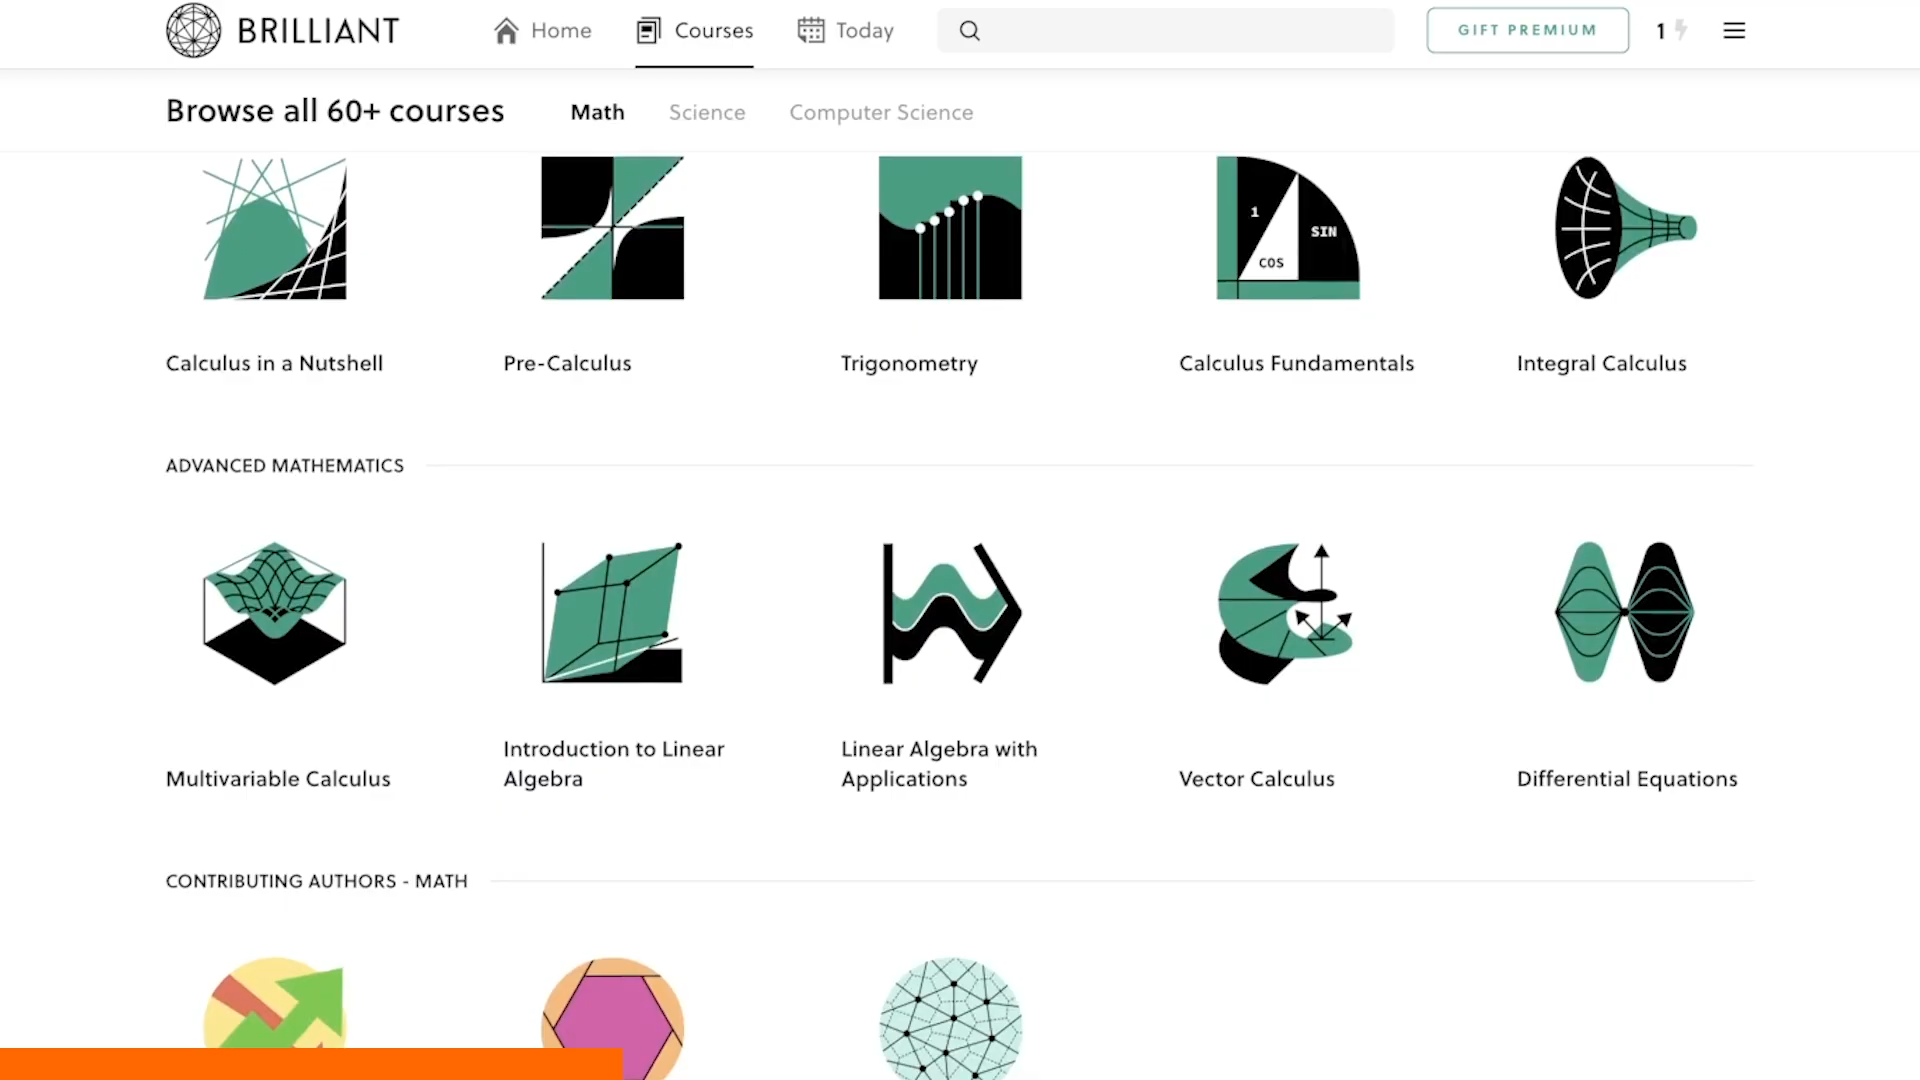 BRILLIANT
Home
Courses
Today
GIFT PREMIUM
1
Browse all 60+ courses
Math
Science
Computer Science
1
SIN
COS
Calculus in a Nutshell
Pre-Calculus
Trigonometry
Calculus Fundamentals
Integral Calculus
ADVANCED MATHEMATICS
Multivariable Calculus
Introduction to Linear
Algebra
Linear Algebra with
Applications
Vector Calculus
Differential Equations
CONTRIBUTING AUTHORS - MATH